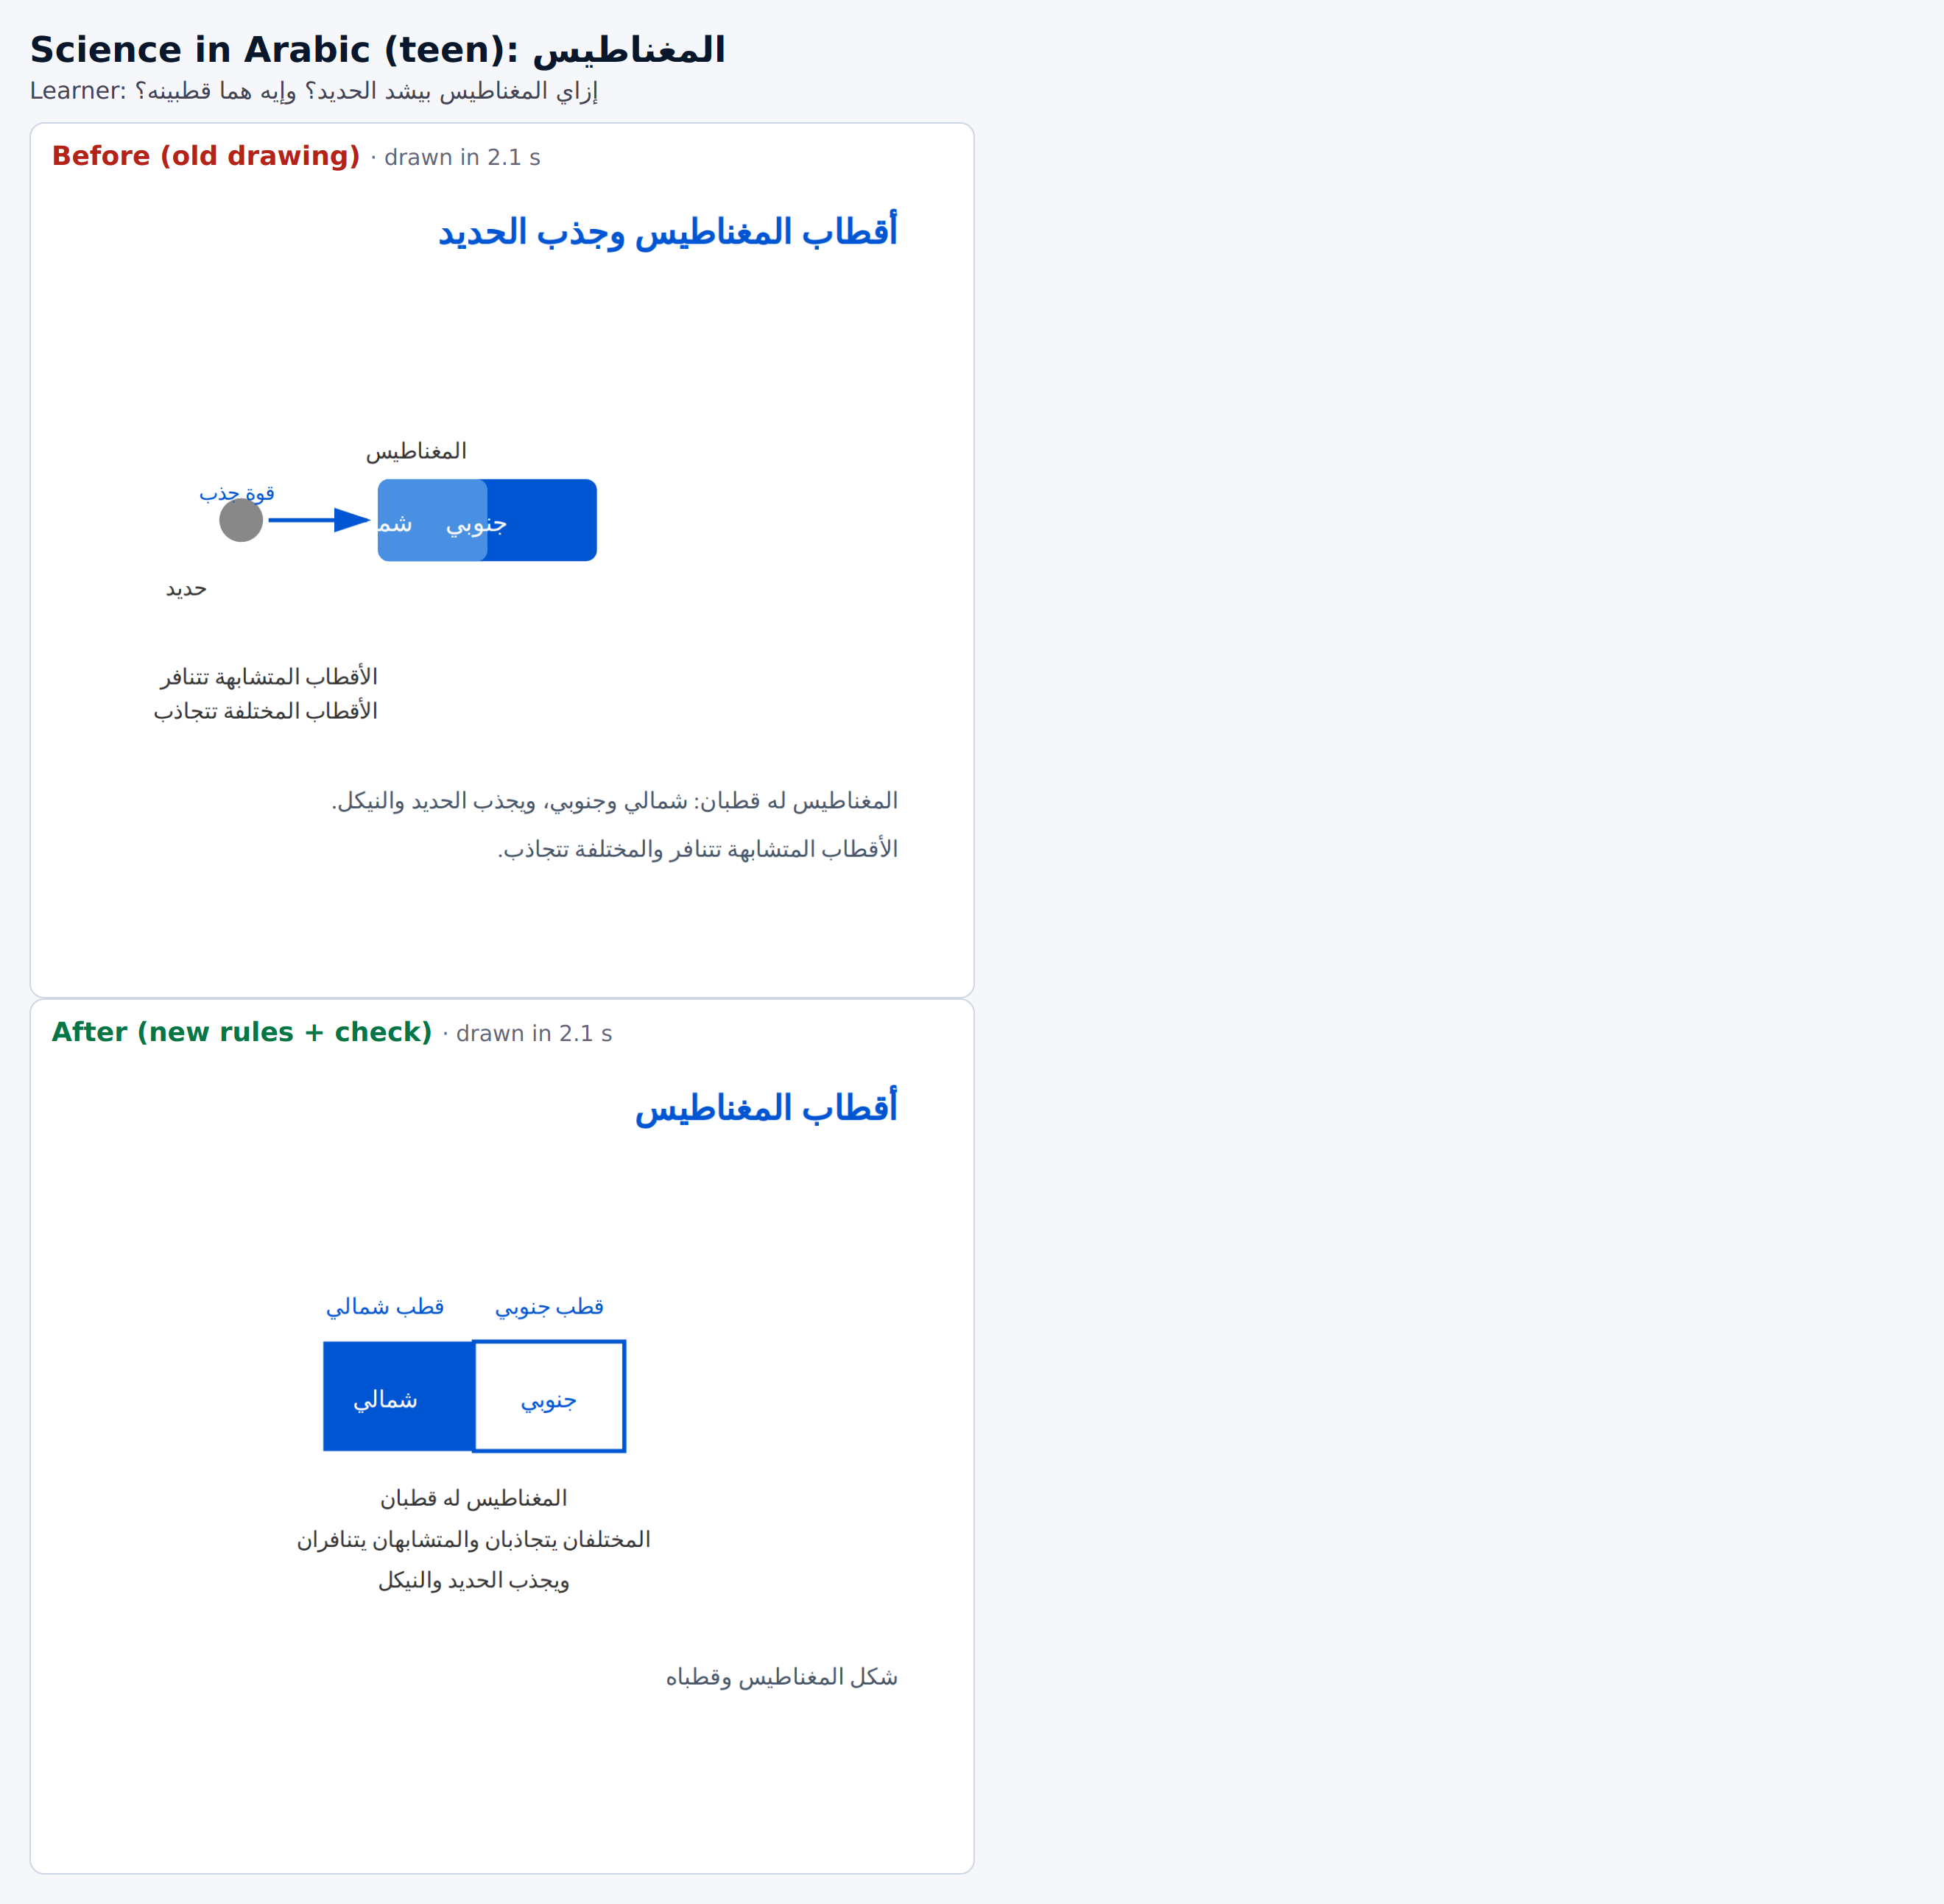 Science in Arabic (teen): المغناطيس
Learner: إزاي المغناطيس بيشد الحديد؟ وإيه هما قطبينه؟
Before (old drawing) · drawn in 2.1 s
أقطاب المغناطيس وجذب الحديد
المغناطيس
قوة جذب
جنوبي
حديد
الأقطاب المتشابهة تتنافر
الأقطاب المختلفة تتجاذب
المغناطيس له قطبان: شمالي وجنوبي، ويجذب الحديد والنيكل.
الأقطاب المتشابهة تتنافر والمختلفة تتجاذب.
After (new rules + check) · drawn in 2.1 s
أقطاب المغناطيس
قطب جنوبي
قطب شمالي
جنوبي
شمالي
المغناطيس له قطبان
المختلفان يتجاذبان والمتشابهان يتنافران
ويجذب الحديد والنيكل
شكل المغناطيس وقطباه